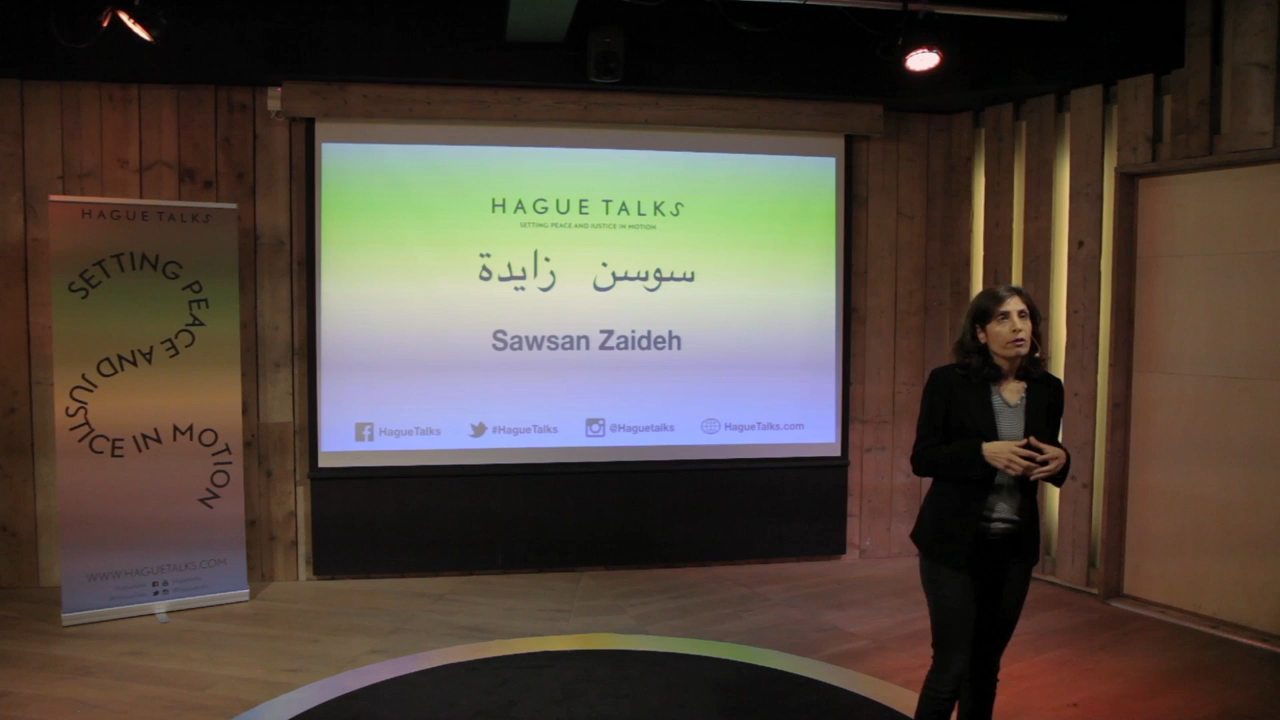 HAGUE TALKS
SETTING PEACE AND JUSTICE IN MOTION
WWW.HAGUETALKS.COM
HAGUE TALKS
SETTING PEACE AND JUSTICE IN MOTION
سوسن زايدة
Sawsan Zaideh
HagueTalks #HagueTalks @Haguetalks HagueTalks.com